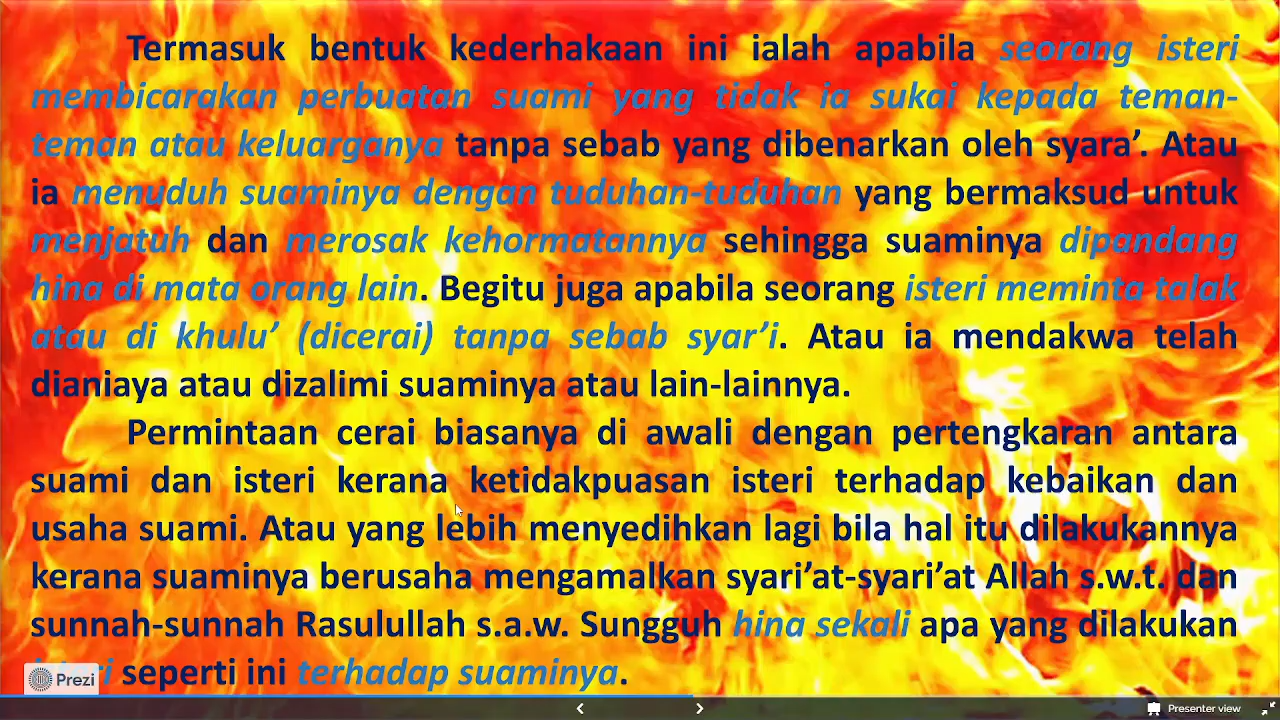 Termasuk bentuk kederhakaan ini ialah apabila seorang isteri
membicarakan perbuatan suami yang tidak ia sukai kepada teman-
teman atau keluarganya tanpa sebab yang dibenarkan oleh syara’. Atau
ia menuduh suaminya dengan tuduhan-tuduhan yang bermaksud untuk
menjatuh dan merosak kehormatannya sehingga suaminya dipandang
hina di mata orang lain. Begitu juga apabila seorang isteri meminta talak
atau di khulu’ (dicerai) tanpa sebab syar’i. Atau ia mendakwa telah
dianiaya atau dizalimi suaminya atau lain-lainnya.
Permintaan cerai biasanya di awali dengan pertengkaran antara
suami dan isteri kerana ketidakpuasan isteri terhadap kebaikan dan
usaha suami. Atau yang lebih menyedihkan lagi bila hal itu dilakukannya
kerana suaminya berusaha mengamalkan syari’at-syari’at Allah s.w.t. dan
sunnah-sunnah Rasulullah s.a.w. Sungguh hina sekali apa yang dilakukan
seperti ini terhadap suaminya.
Prezi
Presenter view